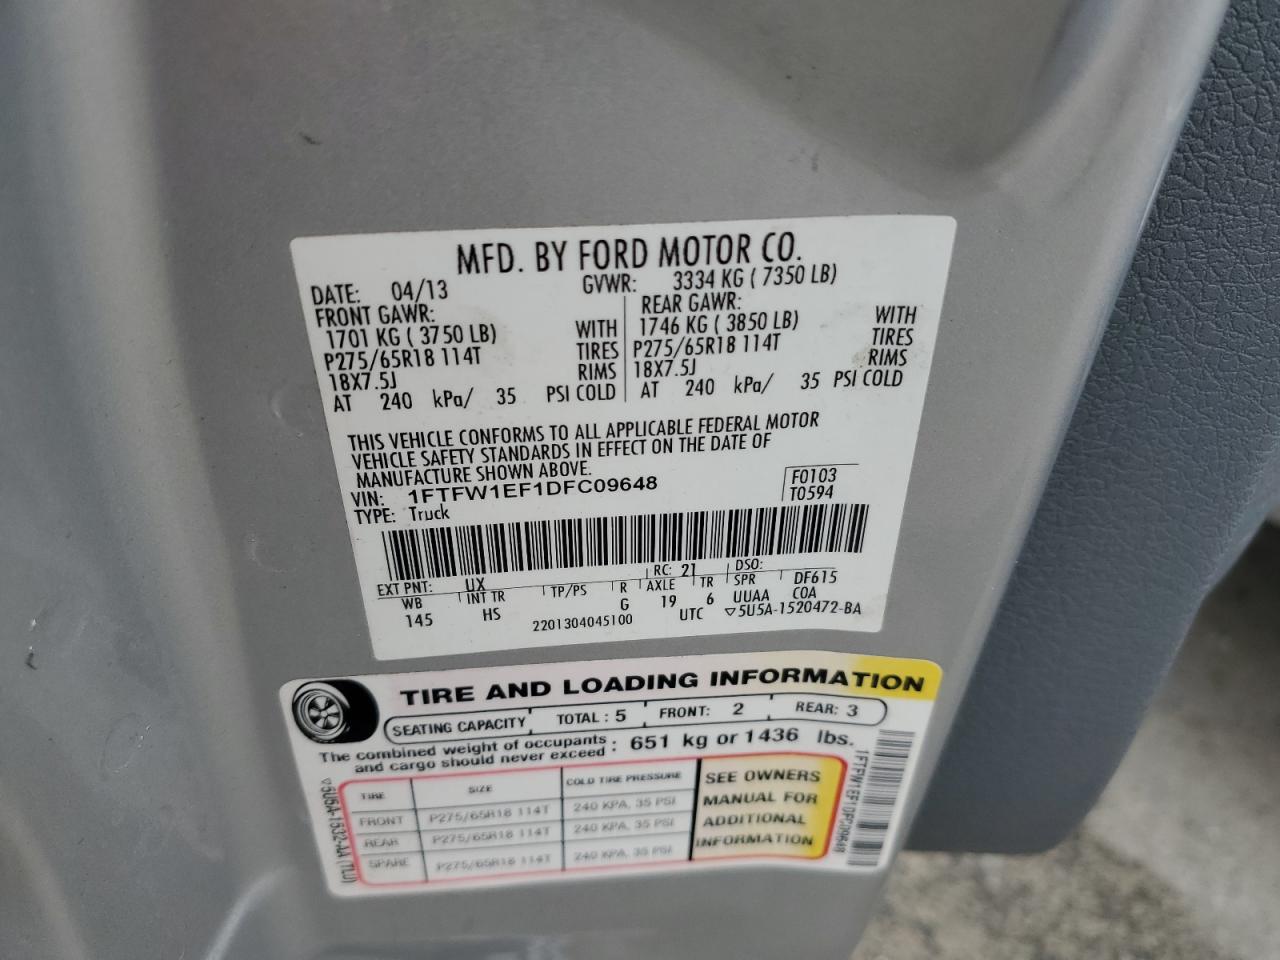 MFD. BY FORD MOTOR CO.
DATE: 04/13 GVWR: 3334 KG ( 7350 LB)
FRONT GAWR: REAR GAWR:
1701 KG ( 3750 LB) WITH 1746 KG ( 3850 LB) WITH
P275/65R18 114T TIRES P275/65R18 114T TIRES
18X7.5J RIMS 18X7.5J RIMS
AT 240 kPa/ 35 PSI COLD AT 240 kPa/ 35 PSI COLD
THIS VEHICLE CONFORMS TO ALL APPLICABLE FEDERAL MOTOR
VEHICLE SAFETY STANDARDS IN EFFECT ON THE DATE OF
MANUFACTURE SHOWN ABOVE.
VIN: 1FTFW1EF1DFC09648 F0103
TYPE: Truck T0594
EXT PNT: UX RC: 21 DSO:
WB INT TR TP/PS R AXLE TR SPR DF615
145 HS G 19 6 UUAA COA
2201304045100 UTC ▽5U5A-1520472-BA
TIRE AND LOADING INFORMATION
SEATING CAPACITY TOTAL : 5 FRONT: 2 REAR: 3
The combined weight of occupants
and cargo should never exceed : 651 kg or 1436 lbs.
TIRE SIZE COLD TIRE PRESSURE
FRONT P275/65R18 114T 240 KPA, 35 PSI
REAR P275/65R18 114T 240 KPA, 35 PSI
SPARE P275/65R18 114T 240 KPA, 35 PSI
SEE OWNERS
MANUAL FOR
ADDITIONAL
INFORMATION
▽5U5A-1532-AA (TLU)
1FTFW1EF1DFC09648